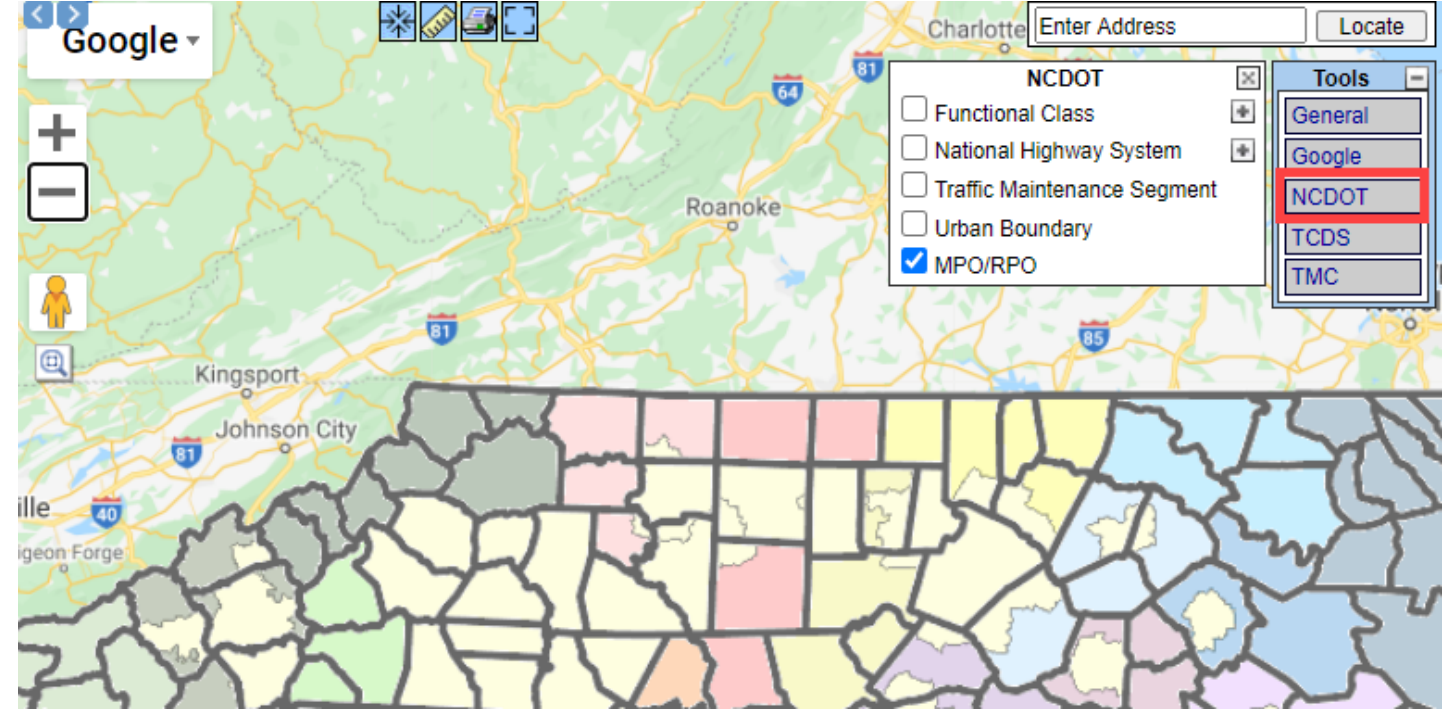 Google
Charlotte
Enter Address
Locate
81
64
NCDOT
Functional Class
National Highway System
Traffic Maintenance Segment
Urban Boundary
MPO/RPO
Tools
General
Google
NCDOT
TCDS
TMC
Roanoke
81
85
Kingsport
Johnson City
81
ille
40
igeon Forge